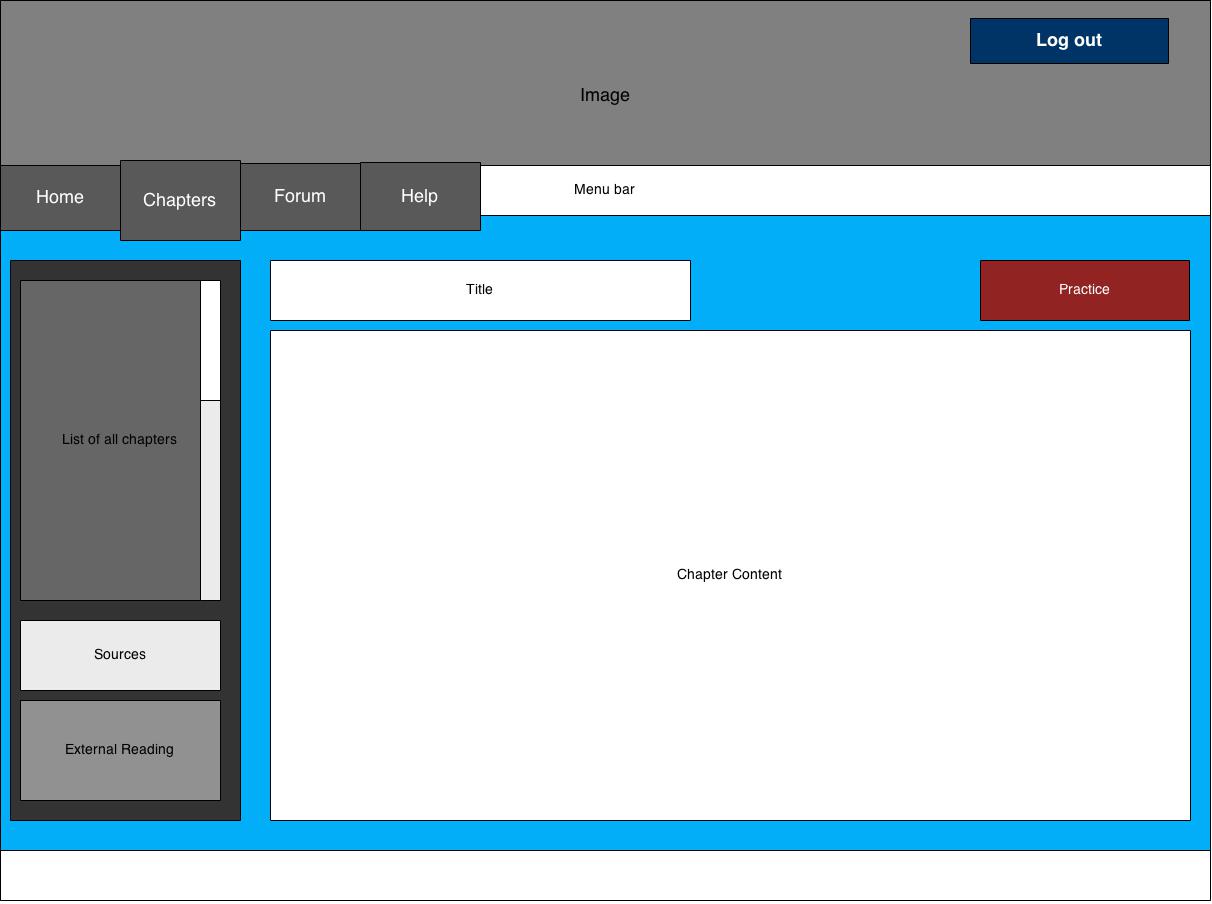 Log out
Image
Home
Chapters
Forum
Help
Menu bar
Title
Practice
List of all chapters
Chapter Content
Sources
External Reading